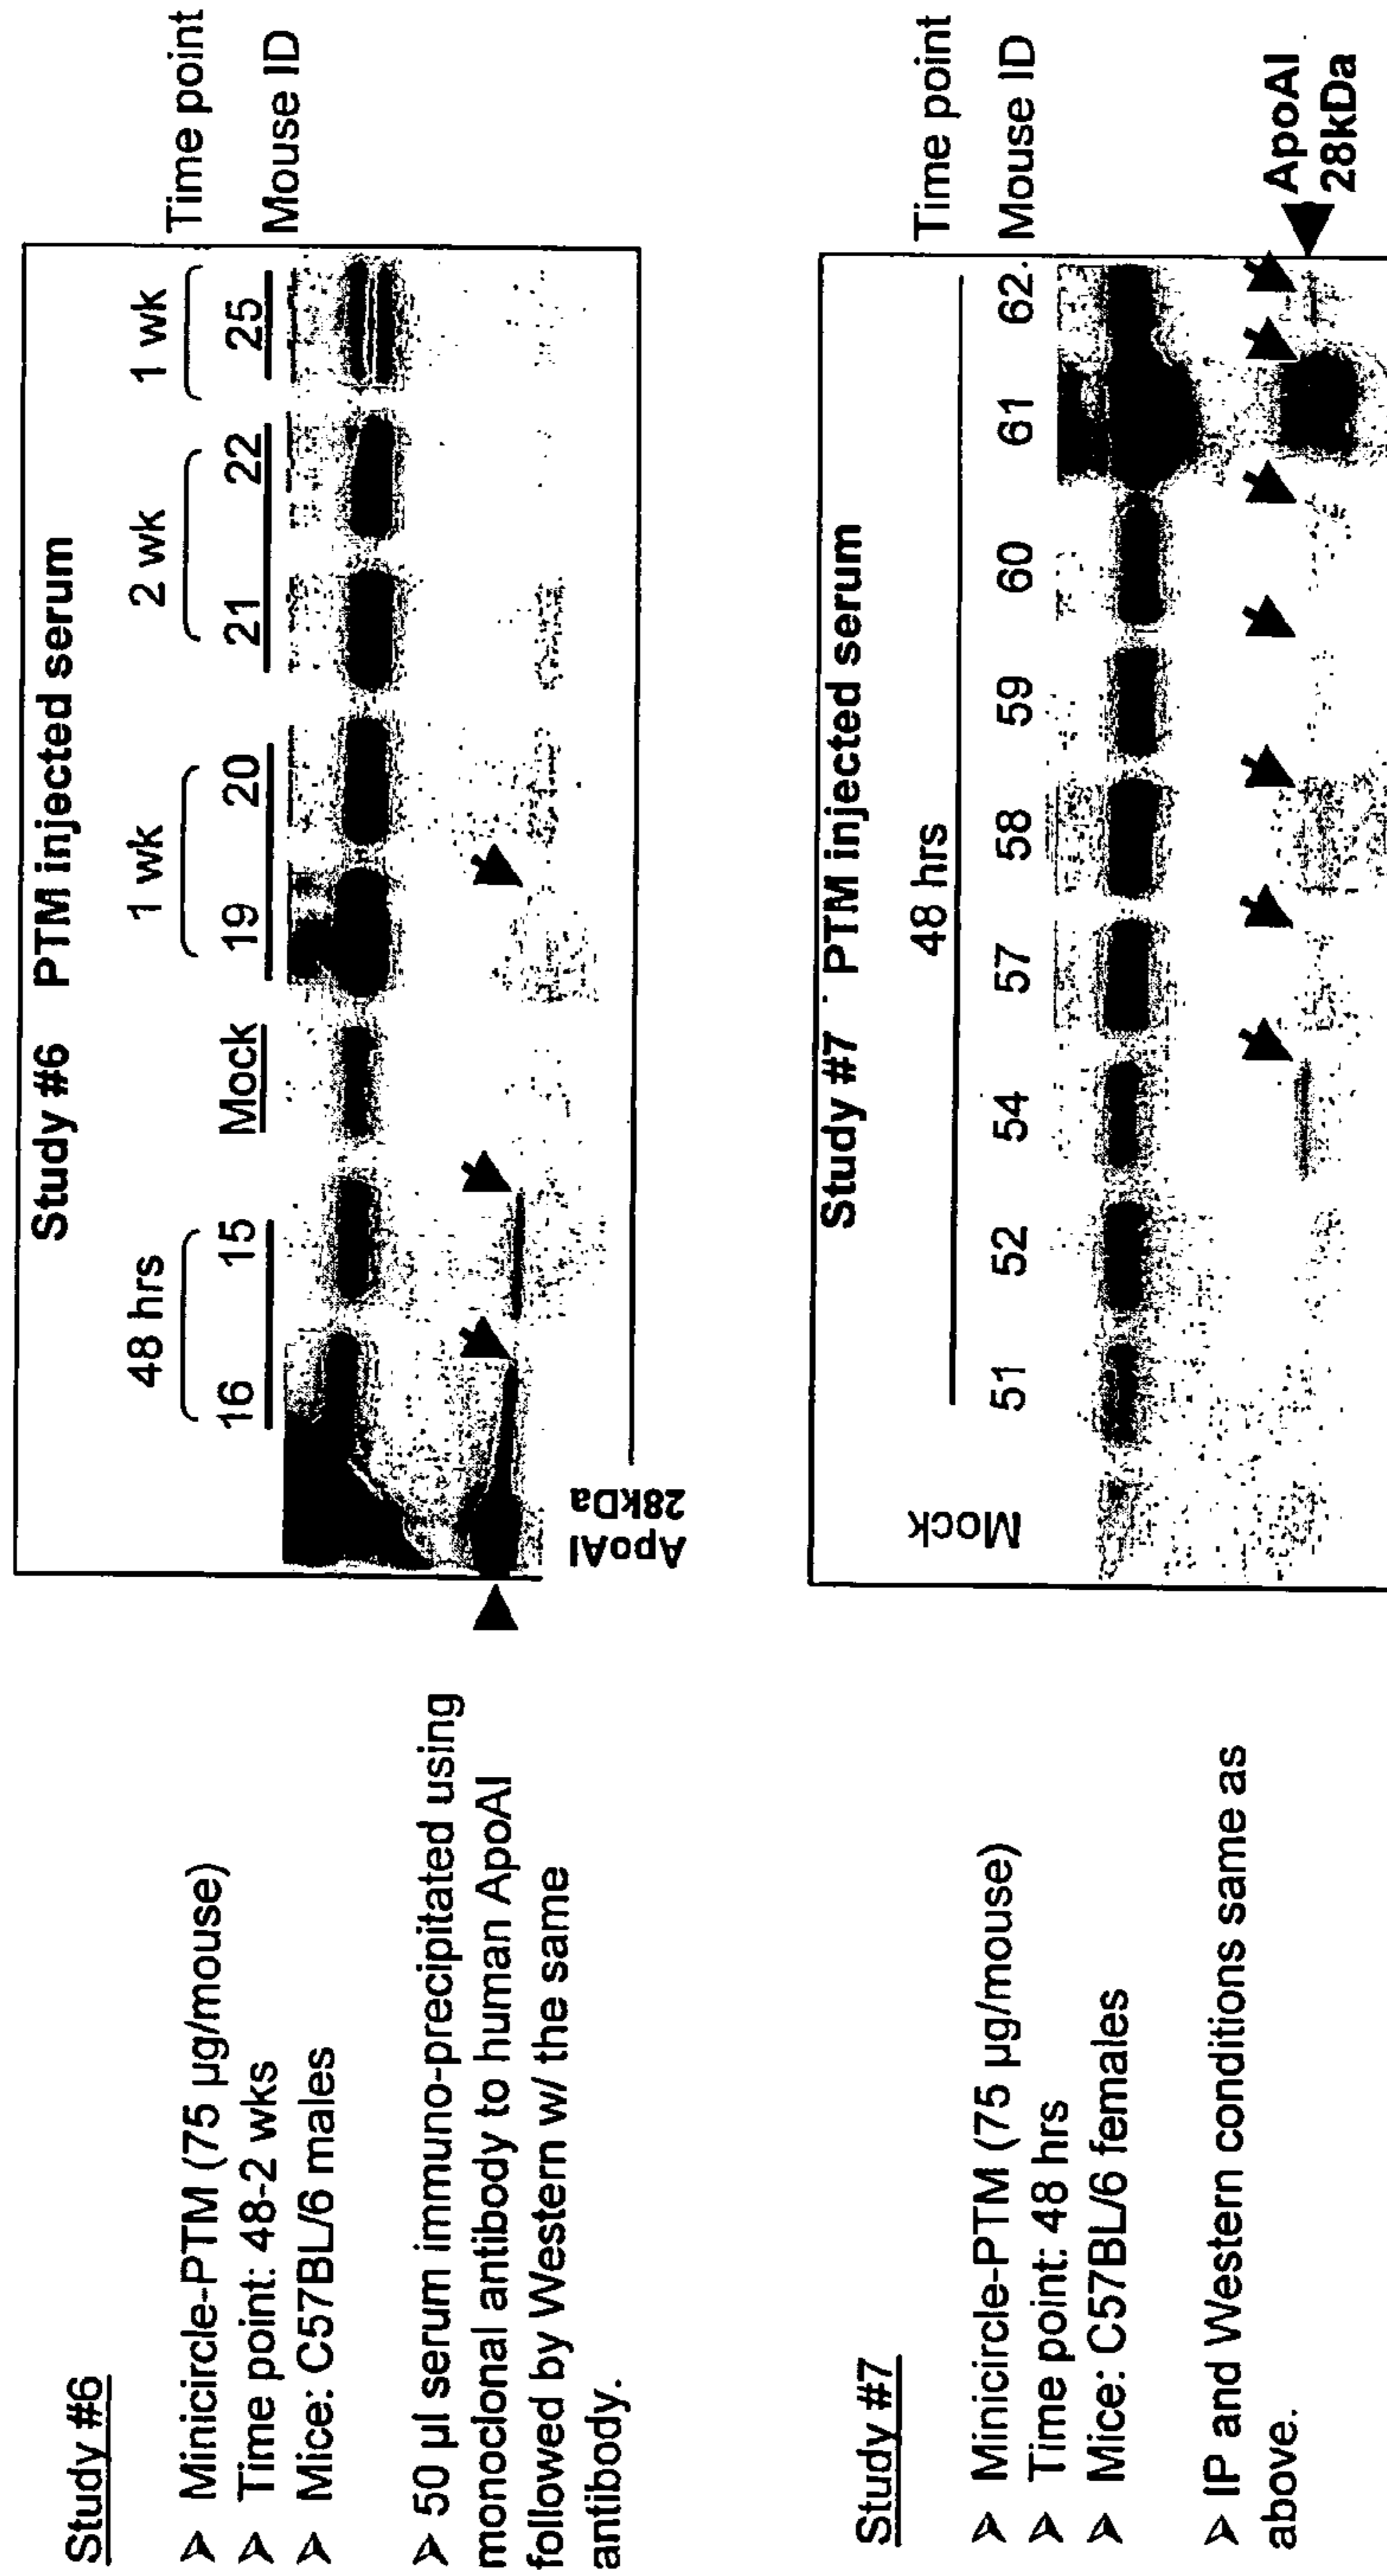 Study #6
➢ Minicircle-PTM (75 µg/mouse)
➢ Time point: 48-2 wks
➢ Mice: C57BL/6 males
➢ 50 µl serum immuno-precipitated using
monoclonal antibody to human ApoAI
followed by Western w/ the same
antibody.
Study #6 PTM injected serum
48 hrs 1 wk 2 wk 1 wk Time point
16 15 Mock 19 20 21 22 25 Mouse ID
ApoAI
28kDa
Study #7
➢ Minicircle-PTM (75 µg/mouse)
➢ Time point: 48 hrs
➢ Mice: C57BL/6 females
➢ IP and Western conditions same as
above.
Study #7 PTM injected serum
48 hrs Time point
Mock 51 52 54 57 58 59 60 61 62 Mouse ID
ApoAI
28kDa